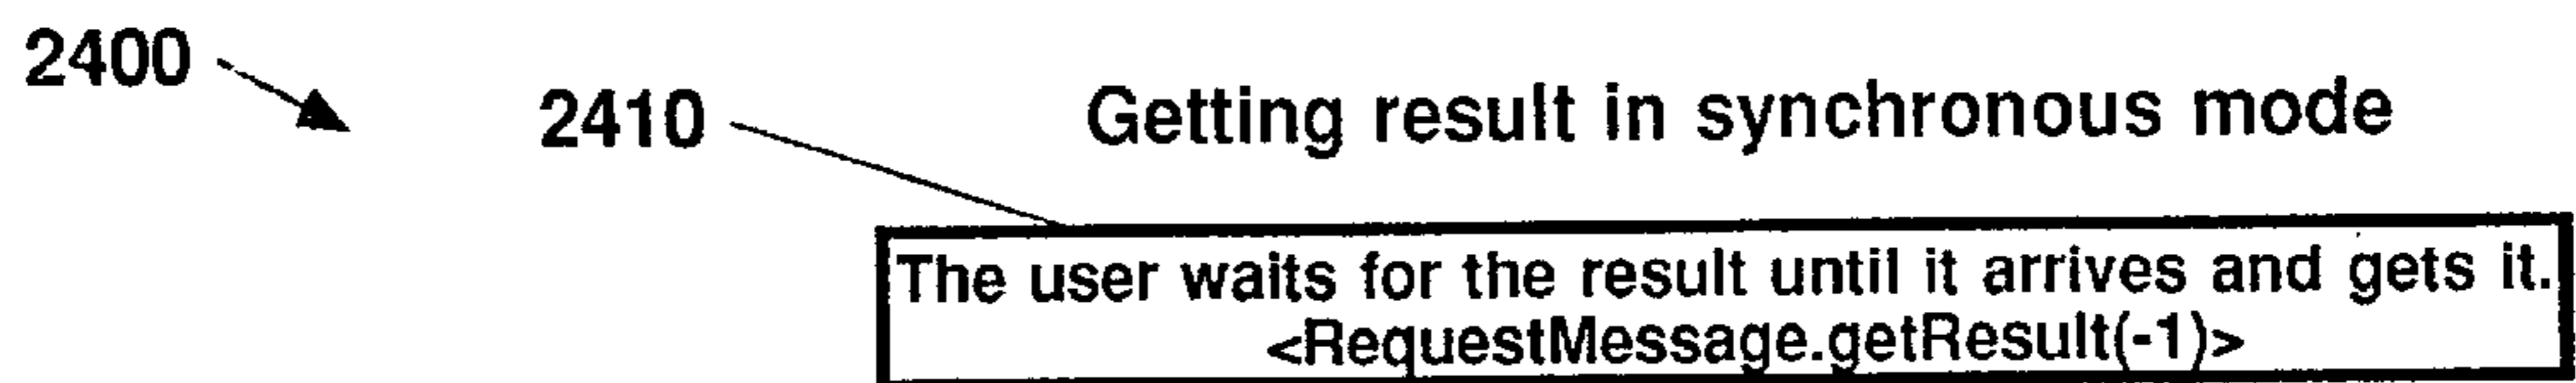 2400
2410
Getting result in synchronous mode
The user waits for the result until it arrives and gets it.
<RequestMessage.getResult(-1)>